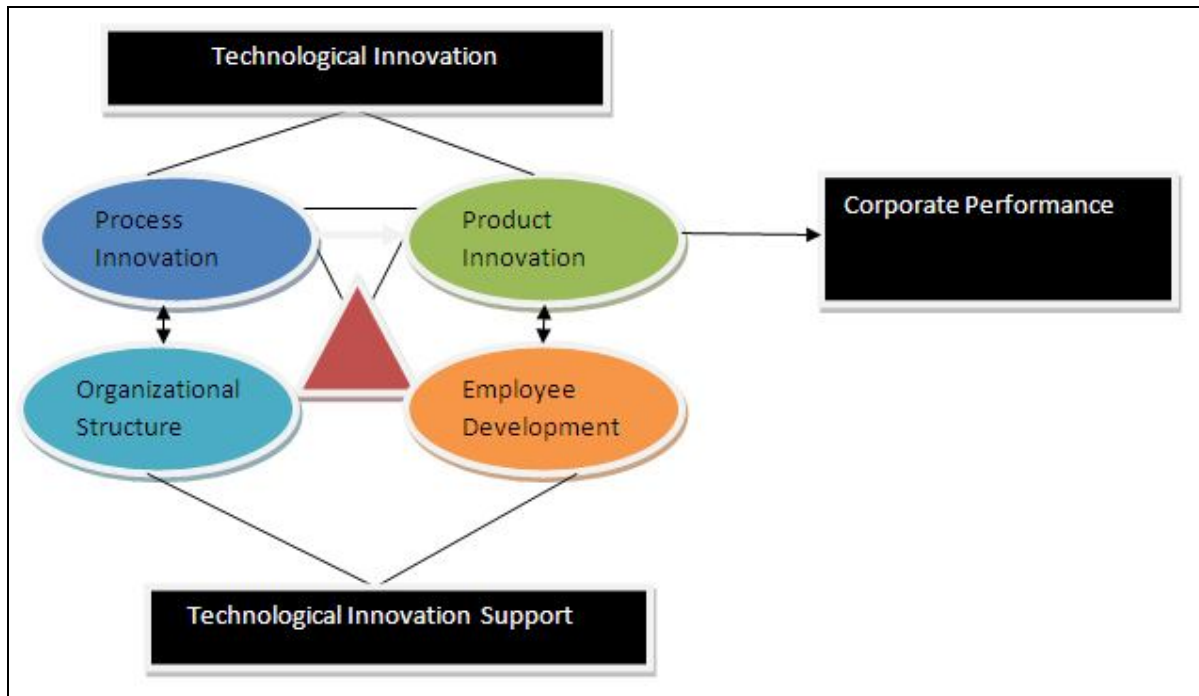 Technological Innovation
Process
Innovation
Product
Innovation
Corporate Performance
Organizational
Structure
Employee
Development
Technological Innovation Support